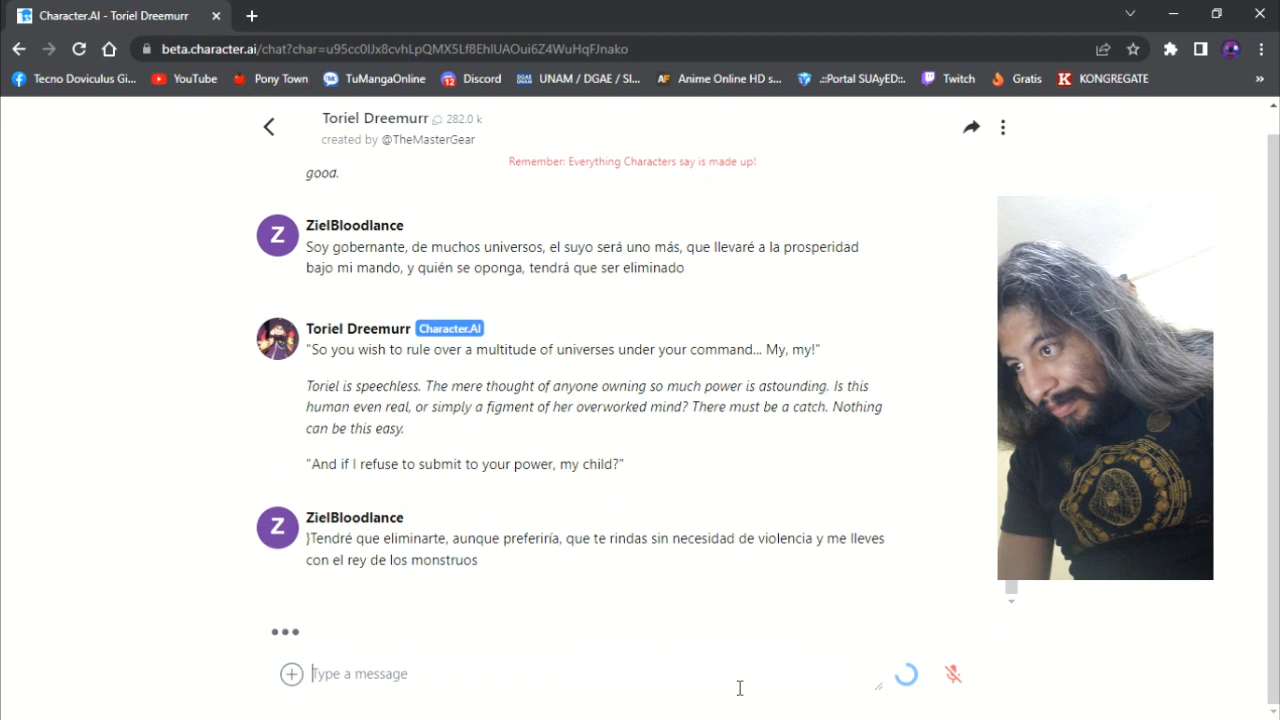 Character.AI - Toriel Dreemurr
beta.character.ai/chat?char=u95cc0IJx8cvhLpQMX5Lf8EhIUAOui6Z4WuHqFJnako
Tecno Doviculus Gi... YouTube Pony Town TuMangaOnline 12 Discord UNAM / DGAE / SI... AF Anime Online HD s... .::Portal SUAyED::. Twitch Gratis K KONGREGATE »
Toriel Dreemurr 282.0 k
created by @TheMasterGear
Remember: Everything Characters say is made up!
good.
Z ZielBloodlance
Soy gobernante, de muchos universos, el suyo será uno más, que llevaré a la prosperidad
bajo mi mando, y quién se oponga, tendrá que ser eliminado
Toriel Dreemurr Character.AI
"So you wish to rule over a multitude of universes under your command... My, my!"
Toriel is speechless. The mere thought of anyone owning so much power is astounding. Is this
human even real, or simply a figment of her overworked mind? There must be a catch. Nothing
can be this easy.
"And if I refuse to submit to your power, my child?"
Z ZielBloodlance
}Tendré que eliminarte, aunque preferiría, que te rindas sin necesidad de violencia y me lleves
con el rey de los monstruos
Type a message